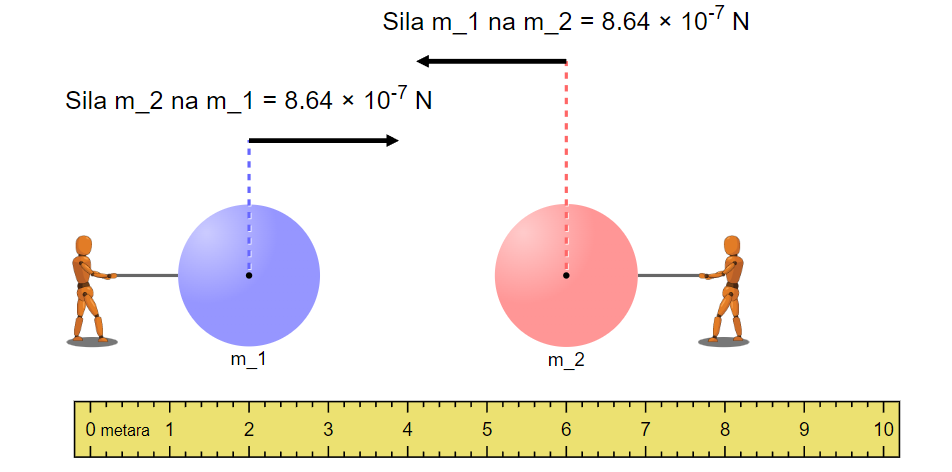 Sila m_1 na m_2 = 8.64 × 10⁻⁷ N
Sila m_2 na m_1 = 8.64 × 10⁻⁷ N
m_1
m_2
0 metara 1 2 3 4 5 6 7 8 9 10